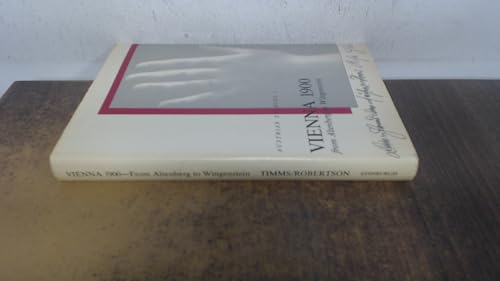 AUSTRIAN STUDIES I
VIENNA 1900
from Altenberg to Wittgenstein
VIENNA 1900—From Altenberg to Wittgenstein TIMMS/ROBERTSON EDINBURGH